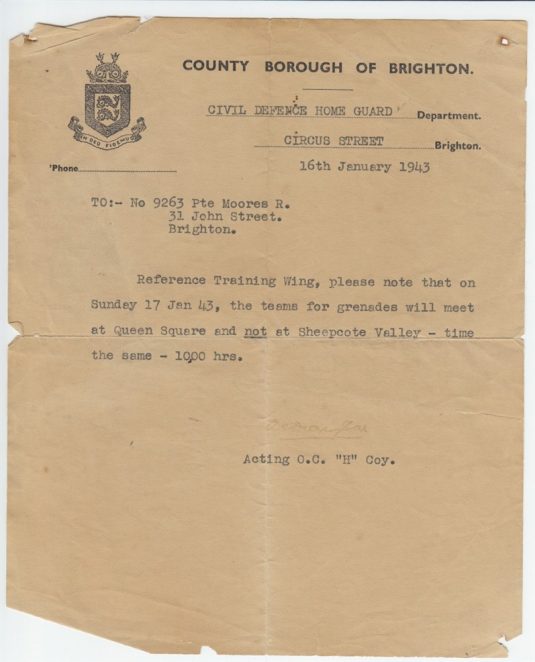 COUNTY BOROUGH OF BRIGHTON.
CIVIL DEFENCE HOME GUARD Department.
CIRCUS STREET Brighton.
IN DEO FIDEMUS
'Phone
16th January 1943
TO:- No 9263 Pte Moores R.
31 John Street.
Brighton.
Reference Training Wing, please note that on
Sunday 17 Jan 43, the teams for grenades will meet
at Queen Square and not at Sheepcote Valley - time
the same - 1000 hrs.
Acting O.C. "H" Coy.